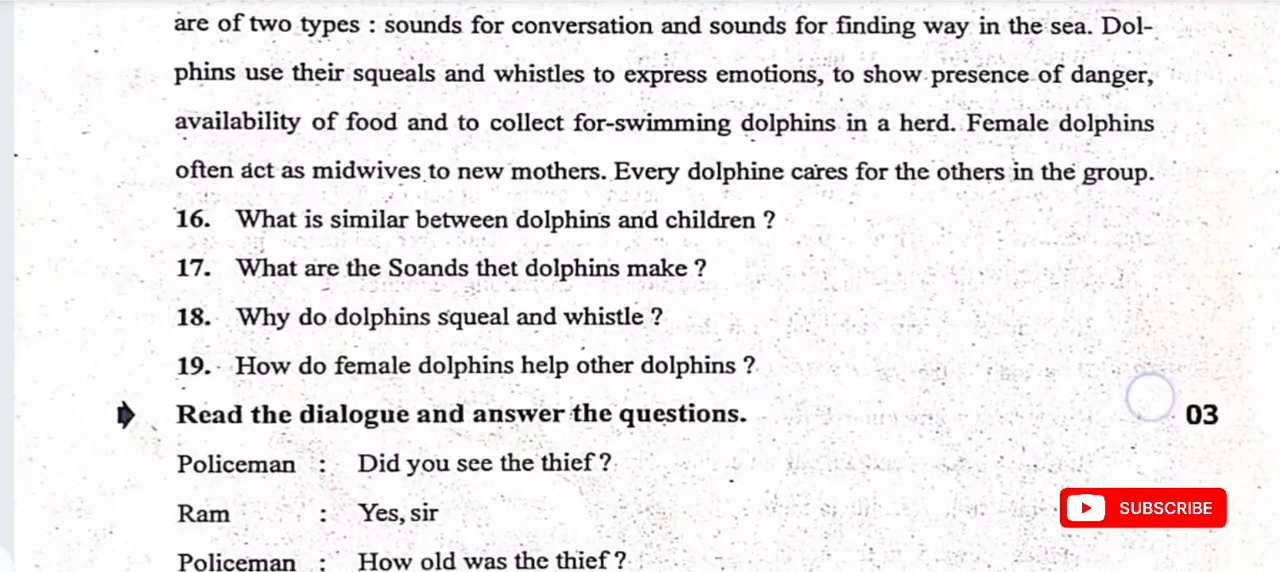 are of two types : sounds for conversation and sounds for finding way in the sea. Dol-
phins use their squeals and whistles to express emotions, to show presence of danger,
availability of food and to collect for-swimming dolphins in a herd. Female dolphins
often act as midwives to new mothers. Every dolphine cares for the others in the group.
16. What is similar between dolphins and children ?
17. What are the Soands thet dolphins make ?
18. Why do dolphins squeal and whistle ?
19. How do female dolphins help other dolphins ?
Read the dialogue and answer the questions. 03
Policeman : Did you see the thief ?
Ram : Yes, sir
SUBSCRIBE
Policeman : How old was the thief ?